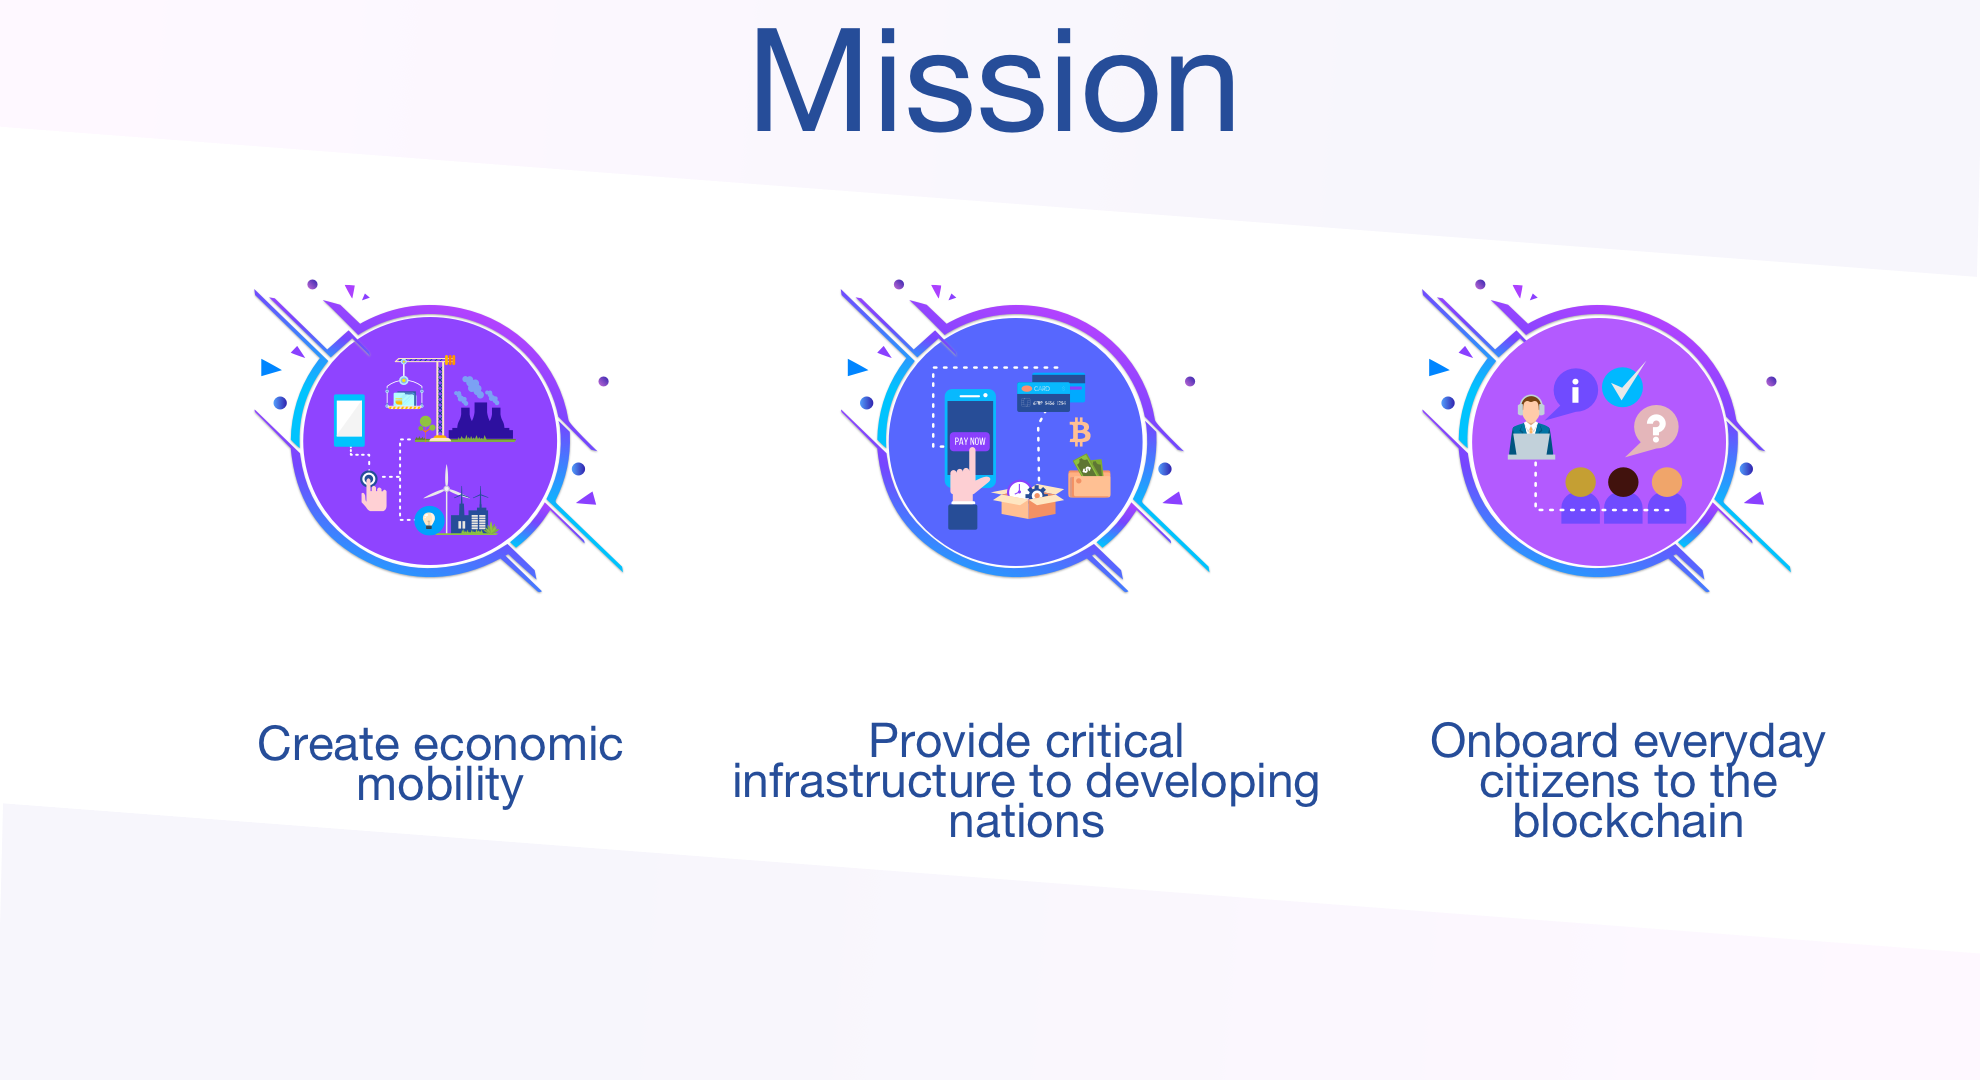 Mission
CARD
PAY NOW
i
?
Create economic
mobility
Provide critical
infrastructure to developing
nations
Onboard everyday
citizens to the
blockchain